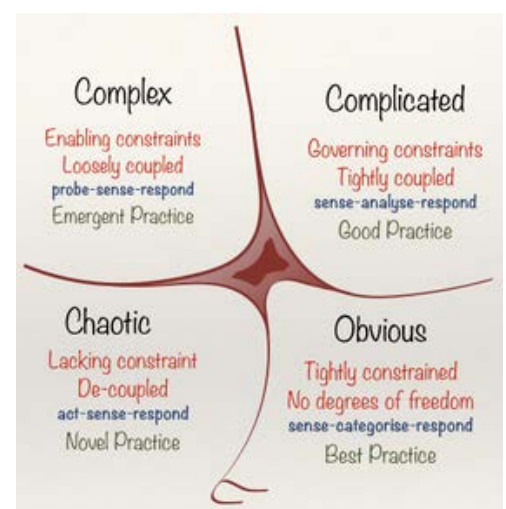 Complex
Enabling constraints
Loosely coupled
probe-sense-respond
Emergent Practice
Complicated
Governing constraints
Tightly coupled
sense-analyse-respond
Good Practice
Chaotic
Lacking constraint
De-coupled
act-sense-respond
Novel Practice
Obvious
Tightly constrained
No degrees of freedom
sense-categorise-respond
Best Practice